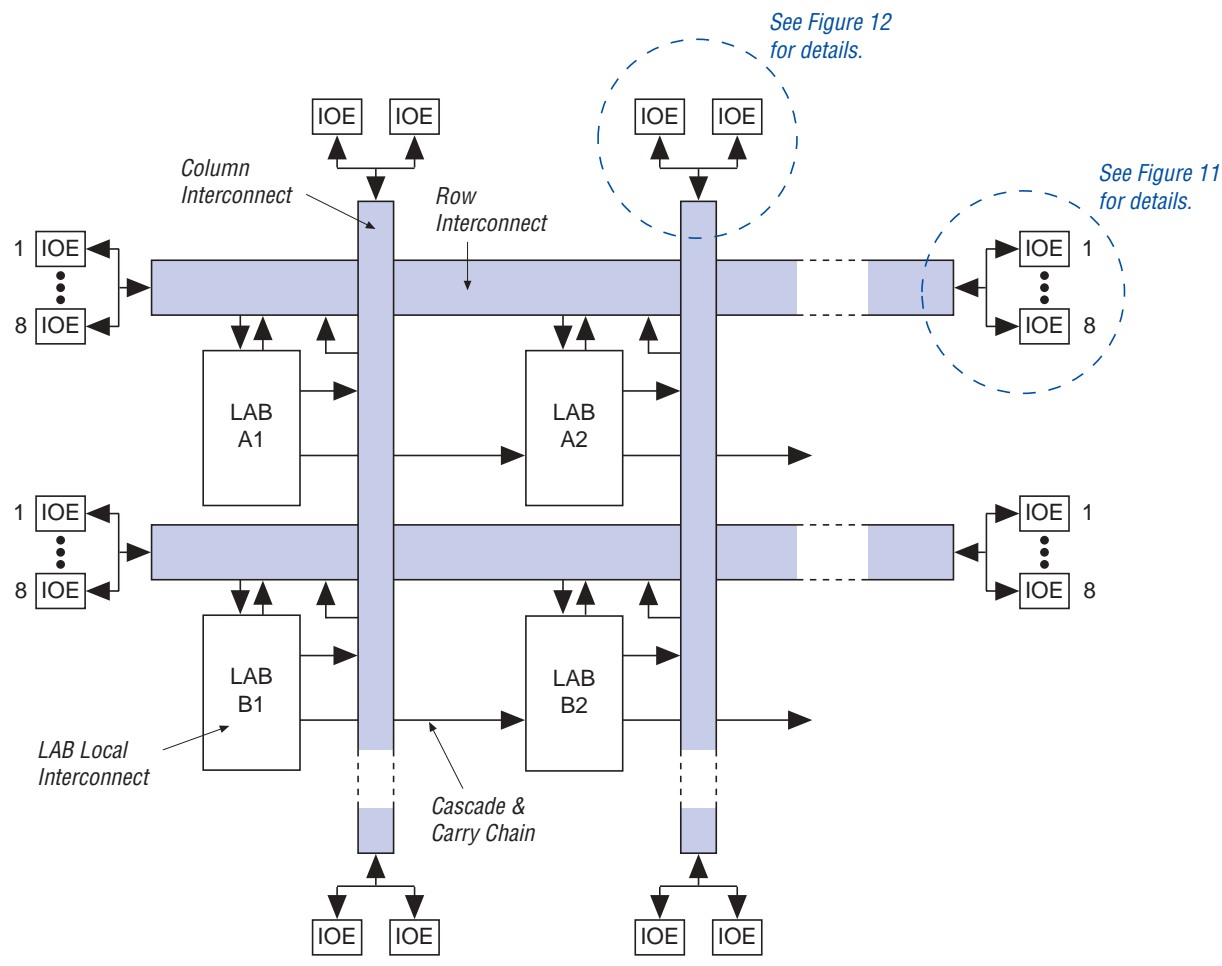 See Figure 12
for details.
IOE IOE IOE IOE
Column
Interconnect
Row
Interconnect
See Figure 11
for details.
1 IOE IOE 1
8 IOE IOE 8
LAB
A1
LAB
A2
1 IOE IOE 1
8 IOE IOE 8
LAB
B1
LAB
B2
LAB Local
Interconnect
Cascade &
Carry Chain
IOE IOE IOE IOE